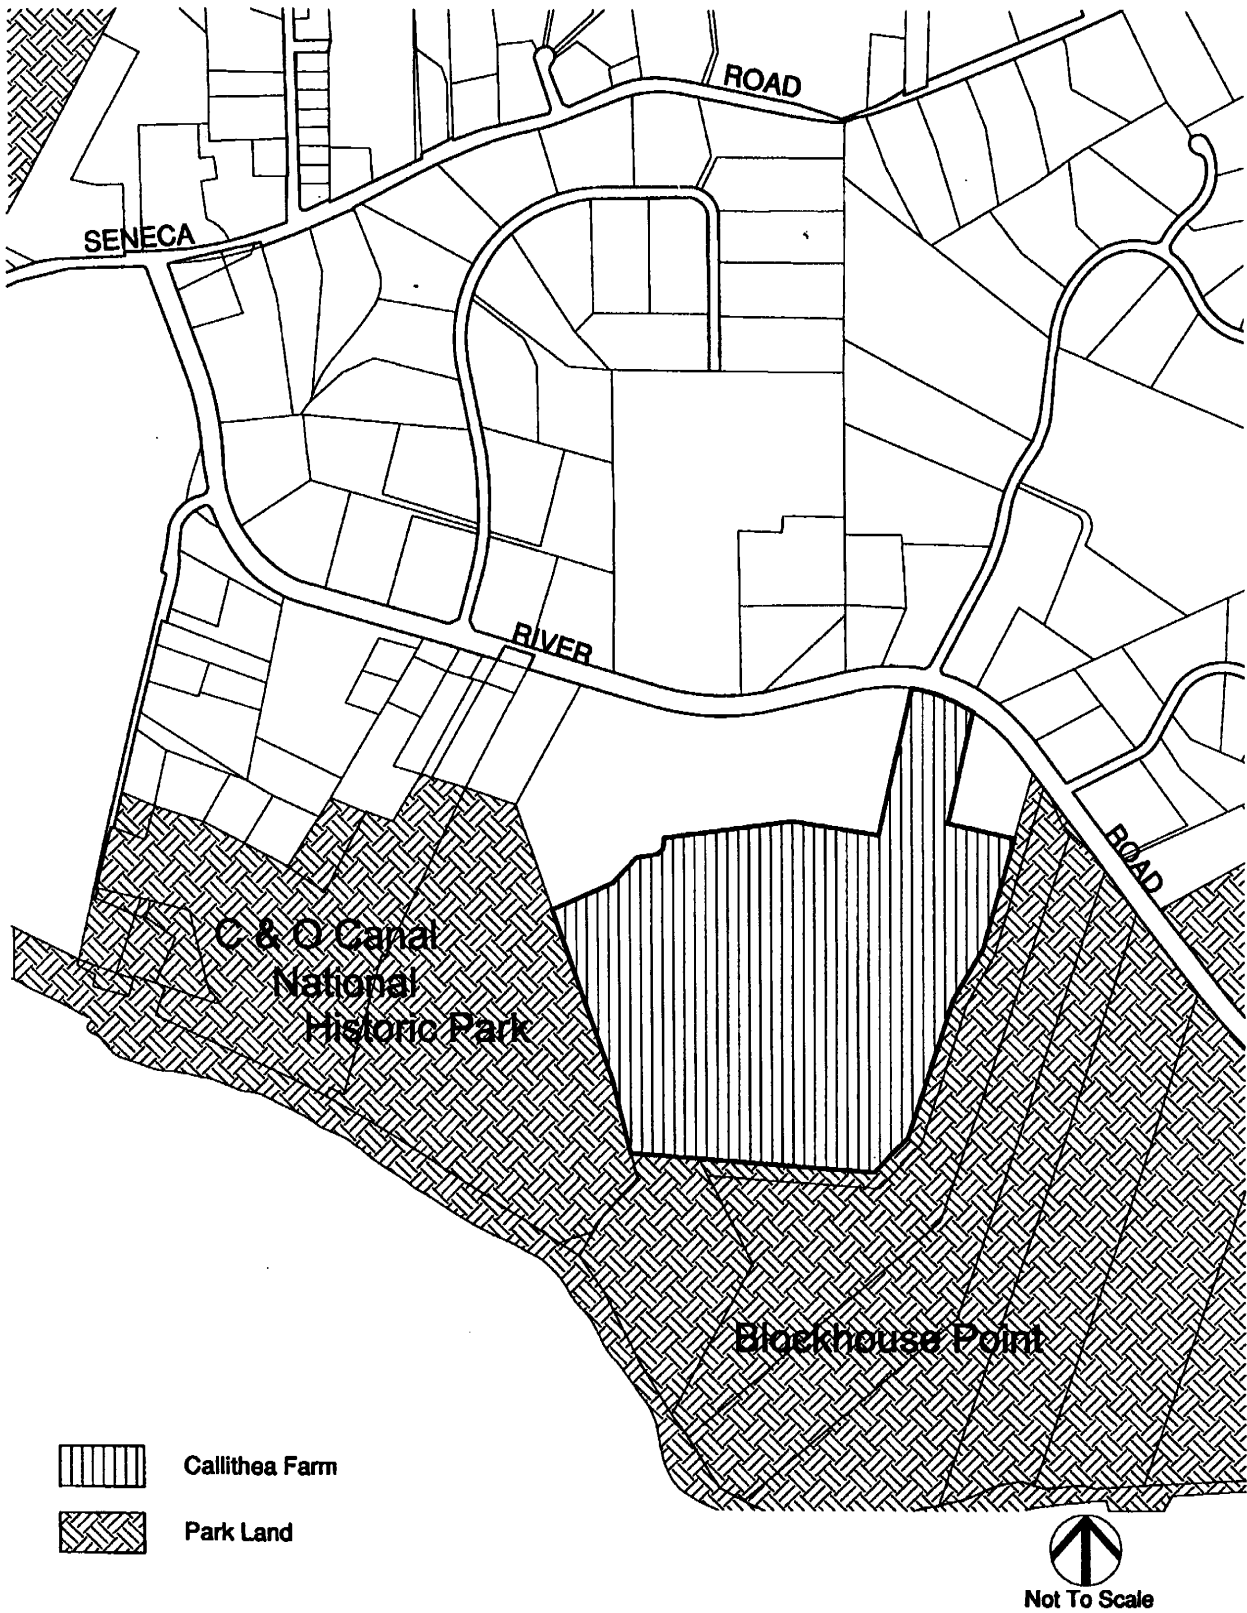 ROAD
SENECA
RIVER
ROAD
C & O Canal
National
Historic Park
Blockhouse Point
Callithea Farm
Park Land
Not To Scale